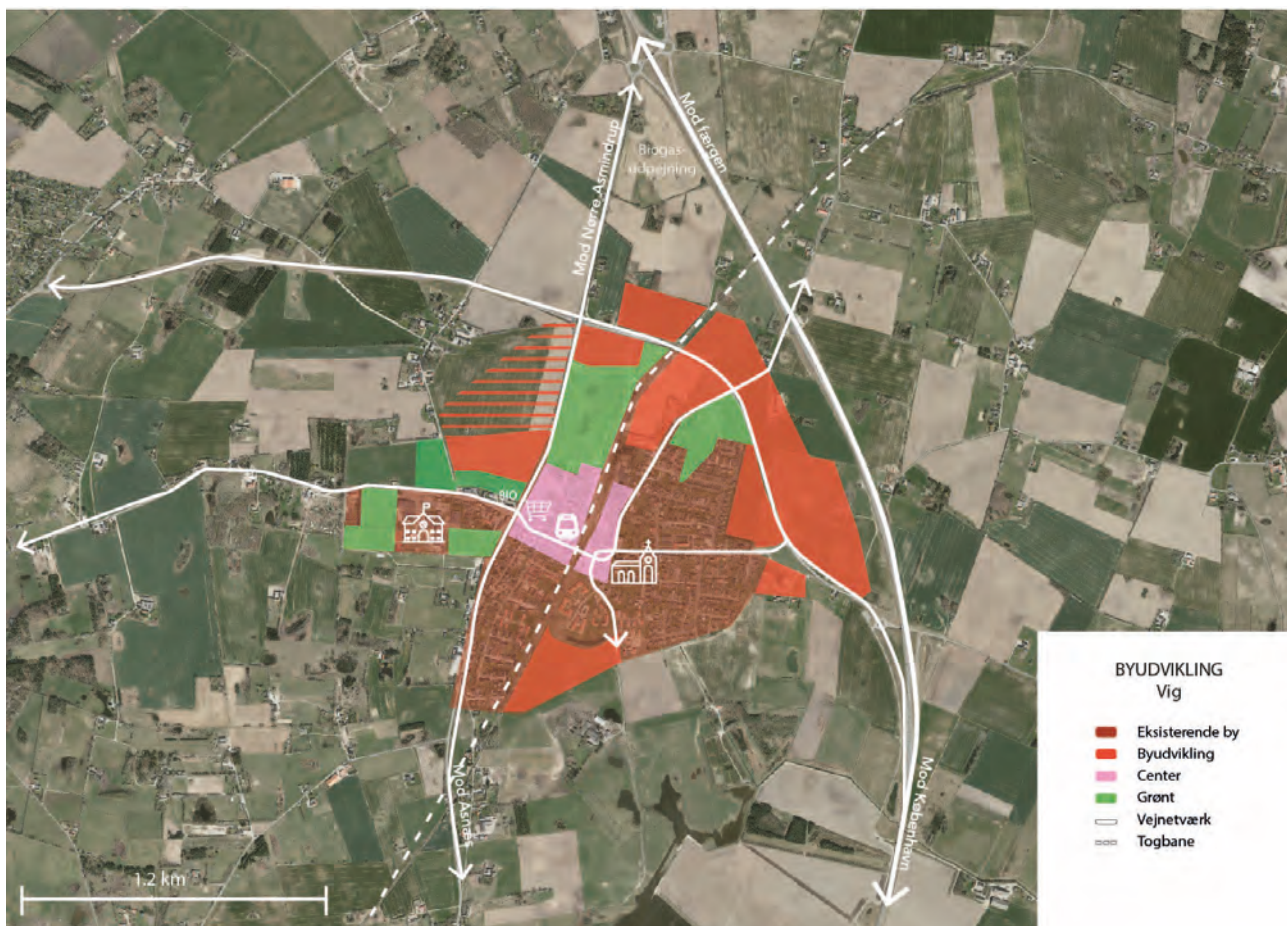 Mod Nørre Asmindrup
Mod færgen
Biogas-
udpejning
BIO
Mod Asnæs
Mod København
1.2 km
BYUDVIKLING
Vig
Eksisterende by
Byudvikling
Center
Grønt
Vejnetværk
Togbane